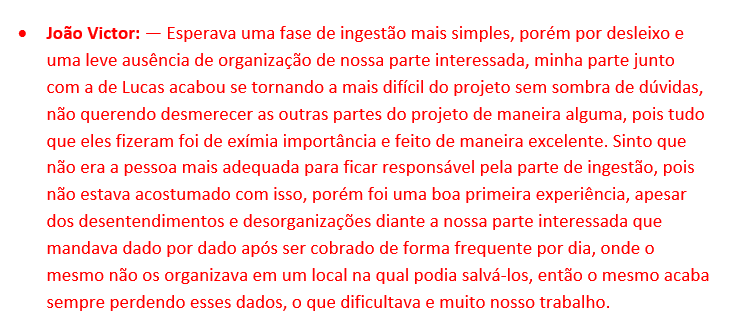 • João Victor: — Esperava uma fase de ingestão mais simples, porém por desleixo e
uma leve ausência de organização de nossa parte interessada, minha parte junto
com a de Lucas acabou se tornando a mais difícil do projeto sem sombra de dúvidas,
não querendo desmerecer as outras partes do projeto de maneira alguma, pois tudo
que eles fizeram foi de exímia importância e feito de maneira excelente. Sinto que
não era a pessoa mais adequada para ficar responsável pela parte de ingestão, pois
não estava acostumado com isso, porém foi uma boa primeira experiência, apesar
dos desentendimentos e desorganizações diante a nossa parte interessada que
mandava dado por dado após ser cobrado de forma frequente por dia, onde o
mesmo não os organizava em um local na qual podia salvá-los, então o mesmo acaba
sempre perdendo esses dados, o que dificultava e muito nosso trabalho.